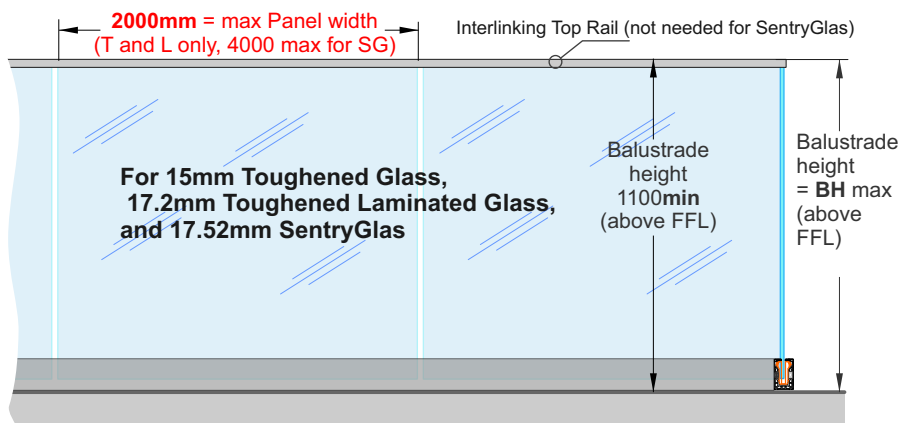 2000mm = max Panel width
(T and L only, 4000 max for SG)
Interlinking Top Rail (not needed for SentryGlas)
For 15mm Toughened Glass,
17.2mm Toughened Laminated Glass,
and 17.52mm SentryGlas
Balustrade
height
1100min
(above FFL)
Balustrade
height
= BH max
(above
FFL)